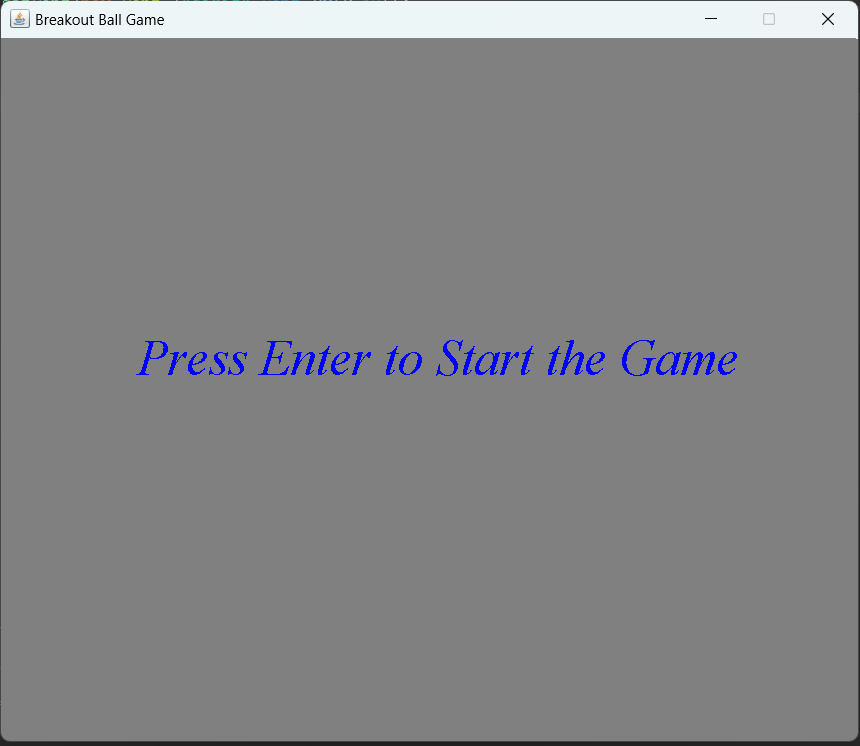 Breakout Ball Game
Press Enter to Start the Game